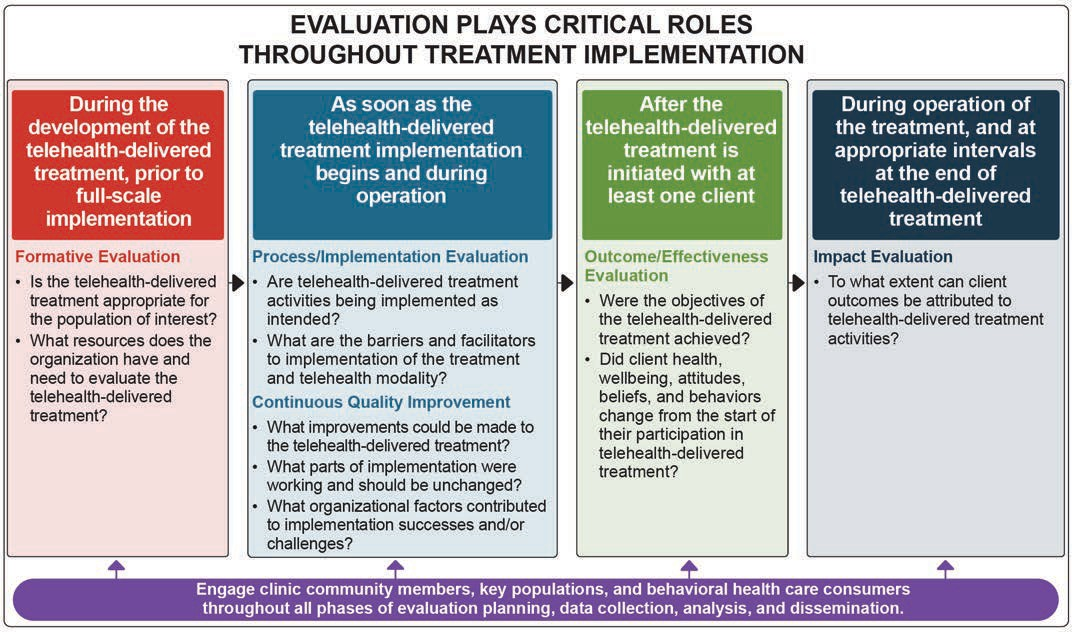 EVALUATION PLAYS CRITICAL ROLES
THROUGHOUT TREATMENT IMPLEMENTATION
During the
development of the
telehealth-delivered
treatment, prior to
full-scale
implementation
Formative Evaluation
• Is the telehealth-delivered
treatment appropriate for
the population of interest?
• What resources does the
organization have and
need to evaluate the
telehealth-delivered
treatment?
As soon as the
telehealth-delivered
treatment implementation
begins and during
operation
Process/Implementation Evaluation
• Are telehealth-delivered treatment
activities being implemented as
intended?
• What are the barriers and facilitators
to implementation of the treatment
and telehealth modality?
Continuous Quality Improvement
• What improvements could be made to
the telehealth-delivered treatment?
• What parts of implementation were
working and should be unchanged?
• What organizational factors contributed
to implementation successes and/or
challenges?
After the
telehealth-delivered
treatment is
initiated with at
least one client
Outcome/Effectiveness
Evaluation
• Were the objectives of
the telehealth-delivered
treatment achieved?
• Did client health,
wellbeing, attitudes,
beliefs, and behaviors
change from the start of
their participation in
telehealth-delivered
treatment?
During operation of
the treatment, and at
appropriate intervals
at the end of
telehealth-delivered
treatment
Impact Evaluation
• To what extent can client
outcomes be attributed to
telehealth-delivered treatment
activities?
Engage clinic community members, key populations, and behavioral health care consumers
throughout all phases of evaluation planning, data collection, analysis, and dissemination.